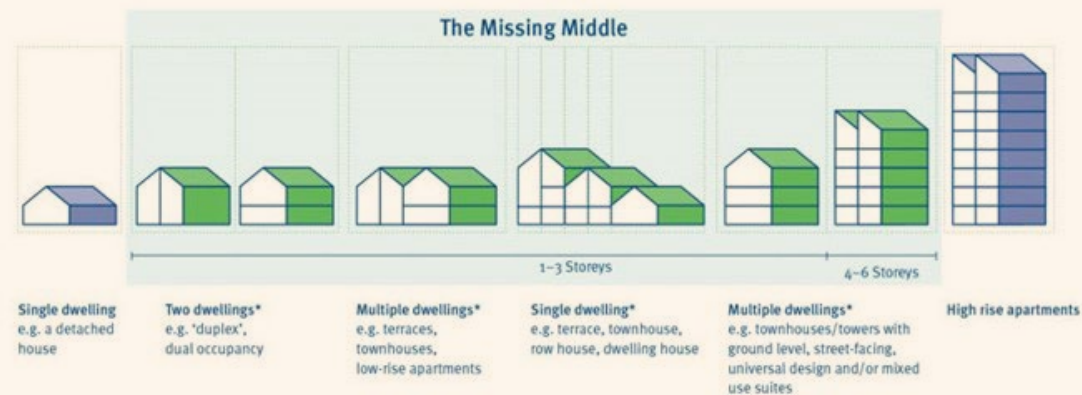 The Missing Middle
1–3 Storeys
4–6 Storeys
Single dwelling
e.g. a detached
house
Two dwellings*
e.g. ‘duplex’,
dual occupancy
Multiple dwellings*
e.g. terraces,
townhouses,
low-rise apartments
Single dwelling*
e.g. terrace, townhouse,
row house, dwelling house
Multiple dwellings*
e.g. townhouses/towers with
ground level, street-facing,
universal design and/or mixed
use suites
High rise apartments